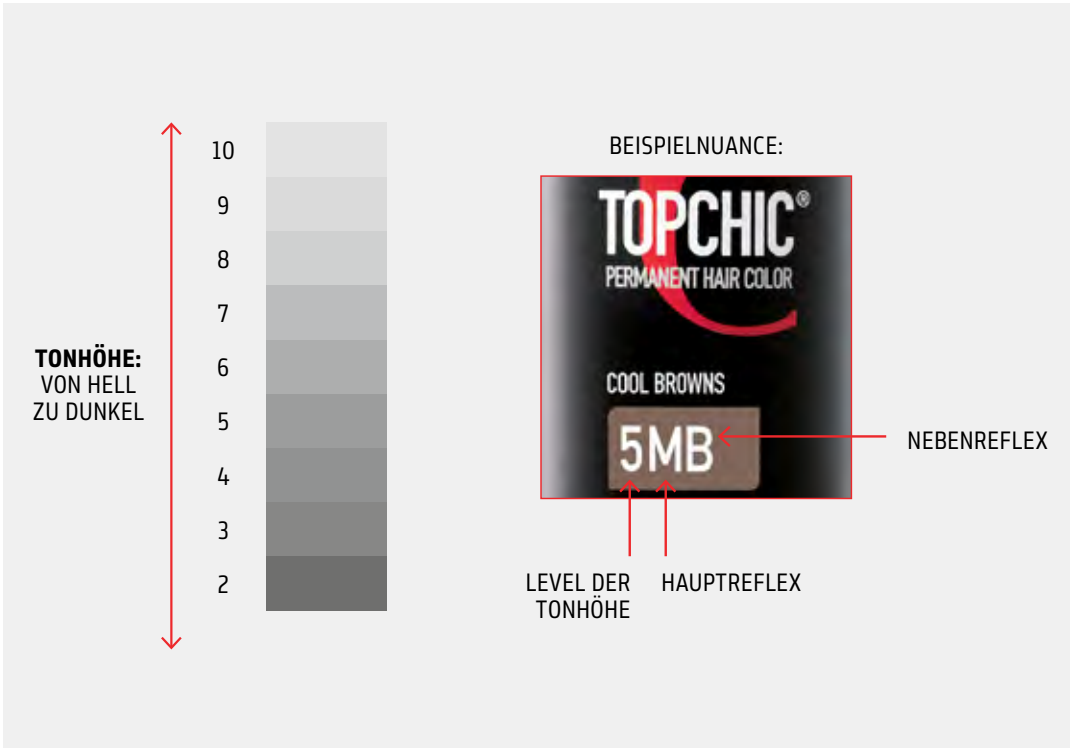 TONHÖHE:
VON HELL
ZU DUNKEL
10
9
8
7
6
5
4
3
2
BEISPIELNUANCE:
TOPCHIC®
PERMANENT HAIR COLOR
COOL BROWNS
5MB
NEBENREFLEX
LEVEL DER
TONHÖHE
HAUPTREFLEX